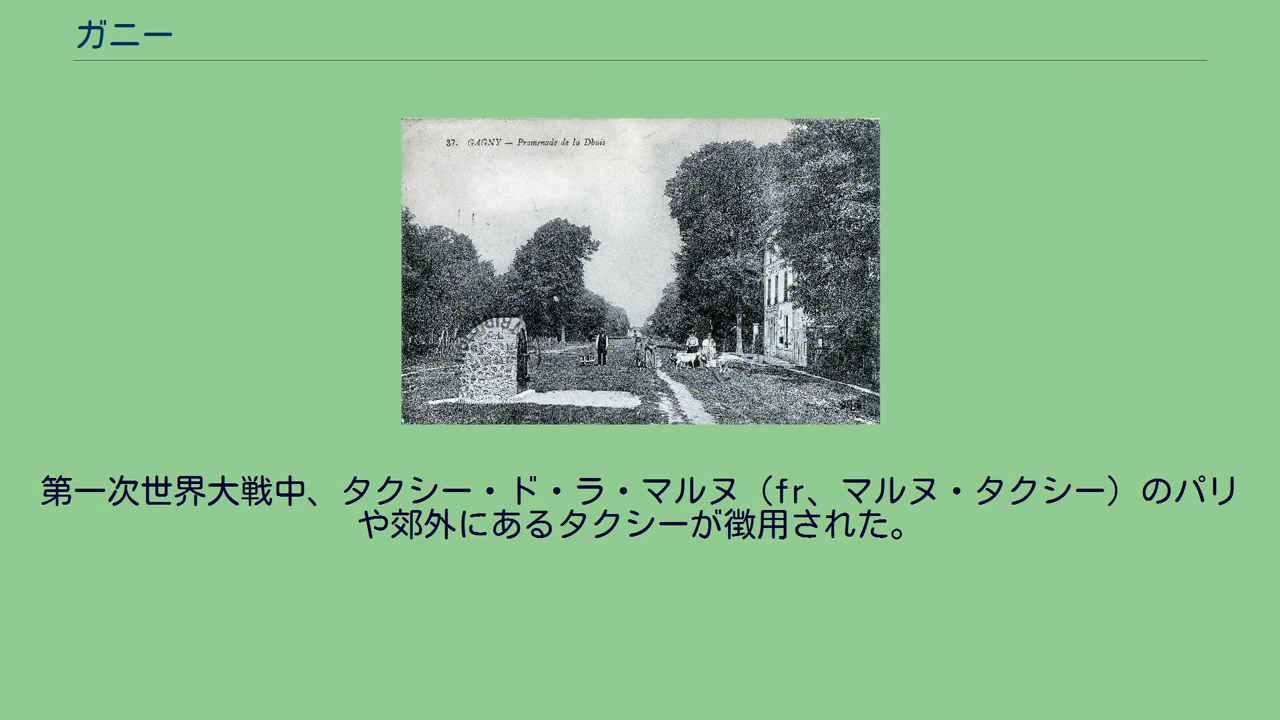 ガニー
37. GAGNY — Promenade de la Dhuis
第一次世界大戦中、タクシー・ド・ラ・マルヌ（fr、マルヌ・タクシー）のパリ
や郊外にあるタクシーが徴用された。